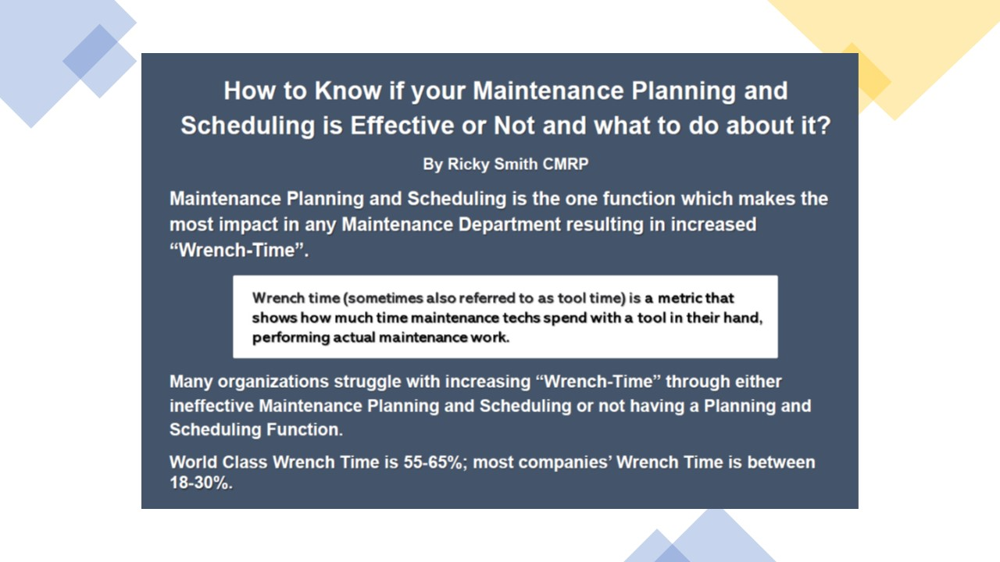 How to Know if your Maintenance Planning and
Scheduling is Effective or Not and what to do about it?
By Ricky Smith CMRP
Maintenance Planning and Scheduling is the one function which makes the
most impact in any Maintenance Department resulting in increased
“Wrench-Time”.
Wrench time (sometimes also referred to as tool time) is a metric that
shows how much time maintenance techs spend with a tool in their hand,
performing actual maintenance work.
Many organizations struggle with increasing “Wrench-Time” through either
ineffective Maintenance Planning and Scheduling or not having a Planning and
Scheduling Function.
World Class Wrench Time is 55-65%; most companies’ Wrench Time is between
18-30%.